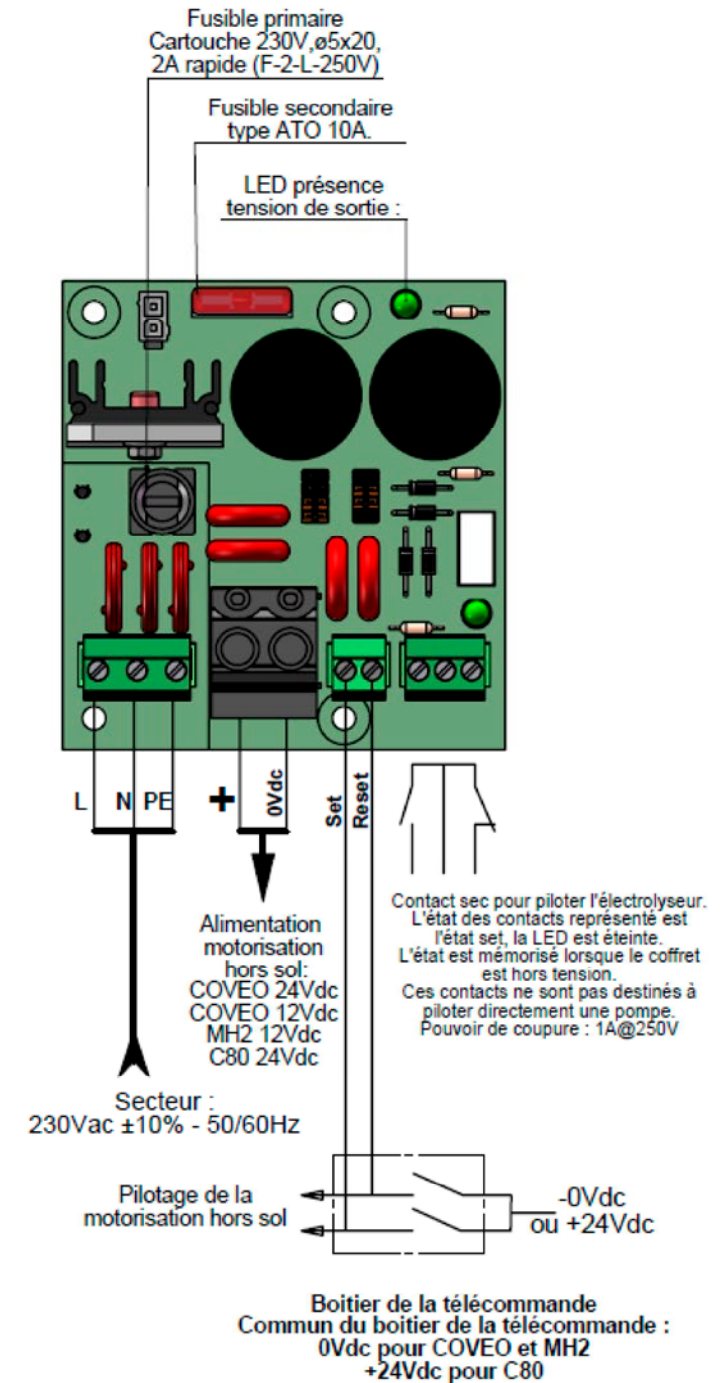 Fusible primaire
Cartouche 230V,ø5x20,
2A rapide (F-2-L-250V)
Fusible secondaire
type ATO 10A.
LED présence
tension de sortie :
L N PE
+
0Vdc
Set
Reset
Alimentation
motorisation
hors sol:
COVEO 24Vdc
COVEO 12Vdc
MH2 12Vdc
C80 24Vdc
Contact sec pour piloter l'électrolyseur.
L'état des contacts représenté est
l'état set, la LED est éteinte.
L'état est mémorisé lorsque le coffret
est hors tension.
Ces contacts ne sont pas destinés à
piloter directement une pompe.
Pouvoir de coupure : 1A@250V
Secteur :
230Vac ±10% - 50/60Hz
Pilotage de la
motorisation hors sol
-0Vdc
ou +24Vdc
Boitier de la télécommande
Commun du boitier de la télécommande :
0Vdc pour COVEO et MH2
+24Vdc pour C80